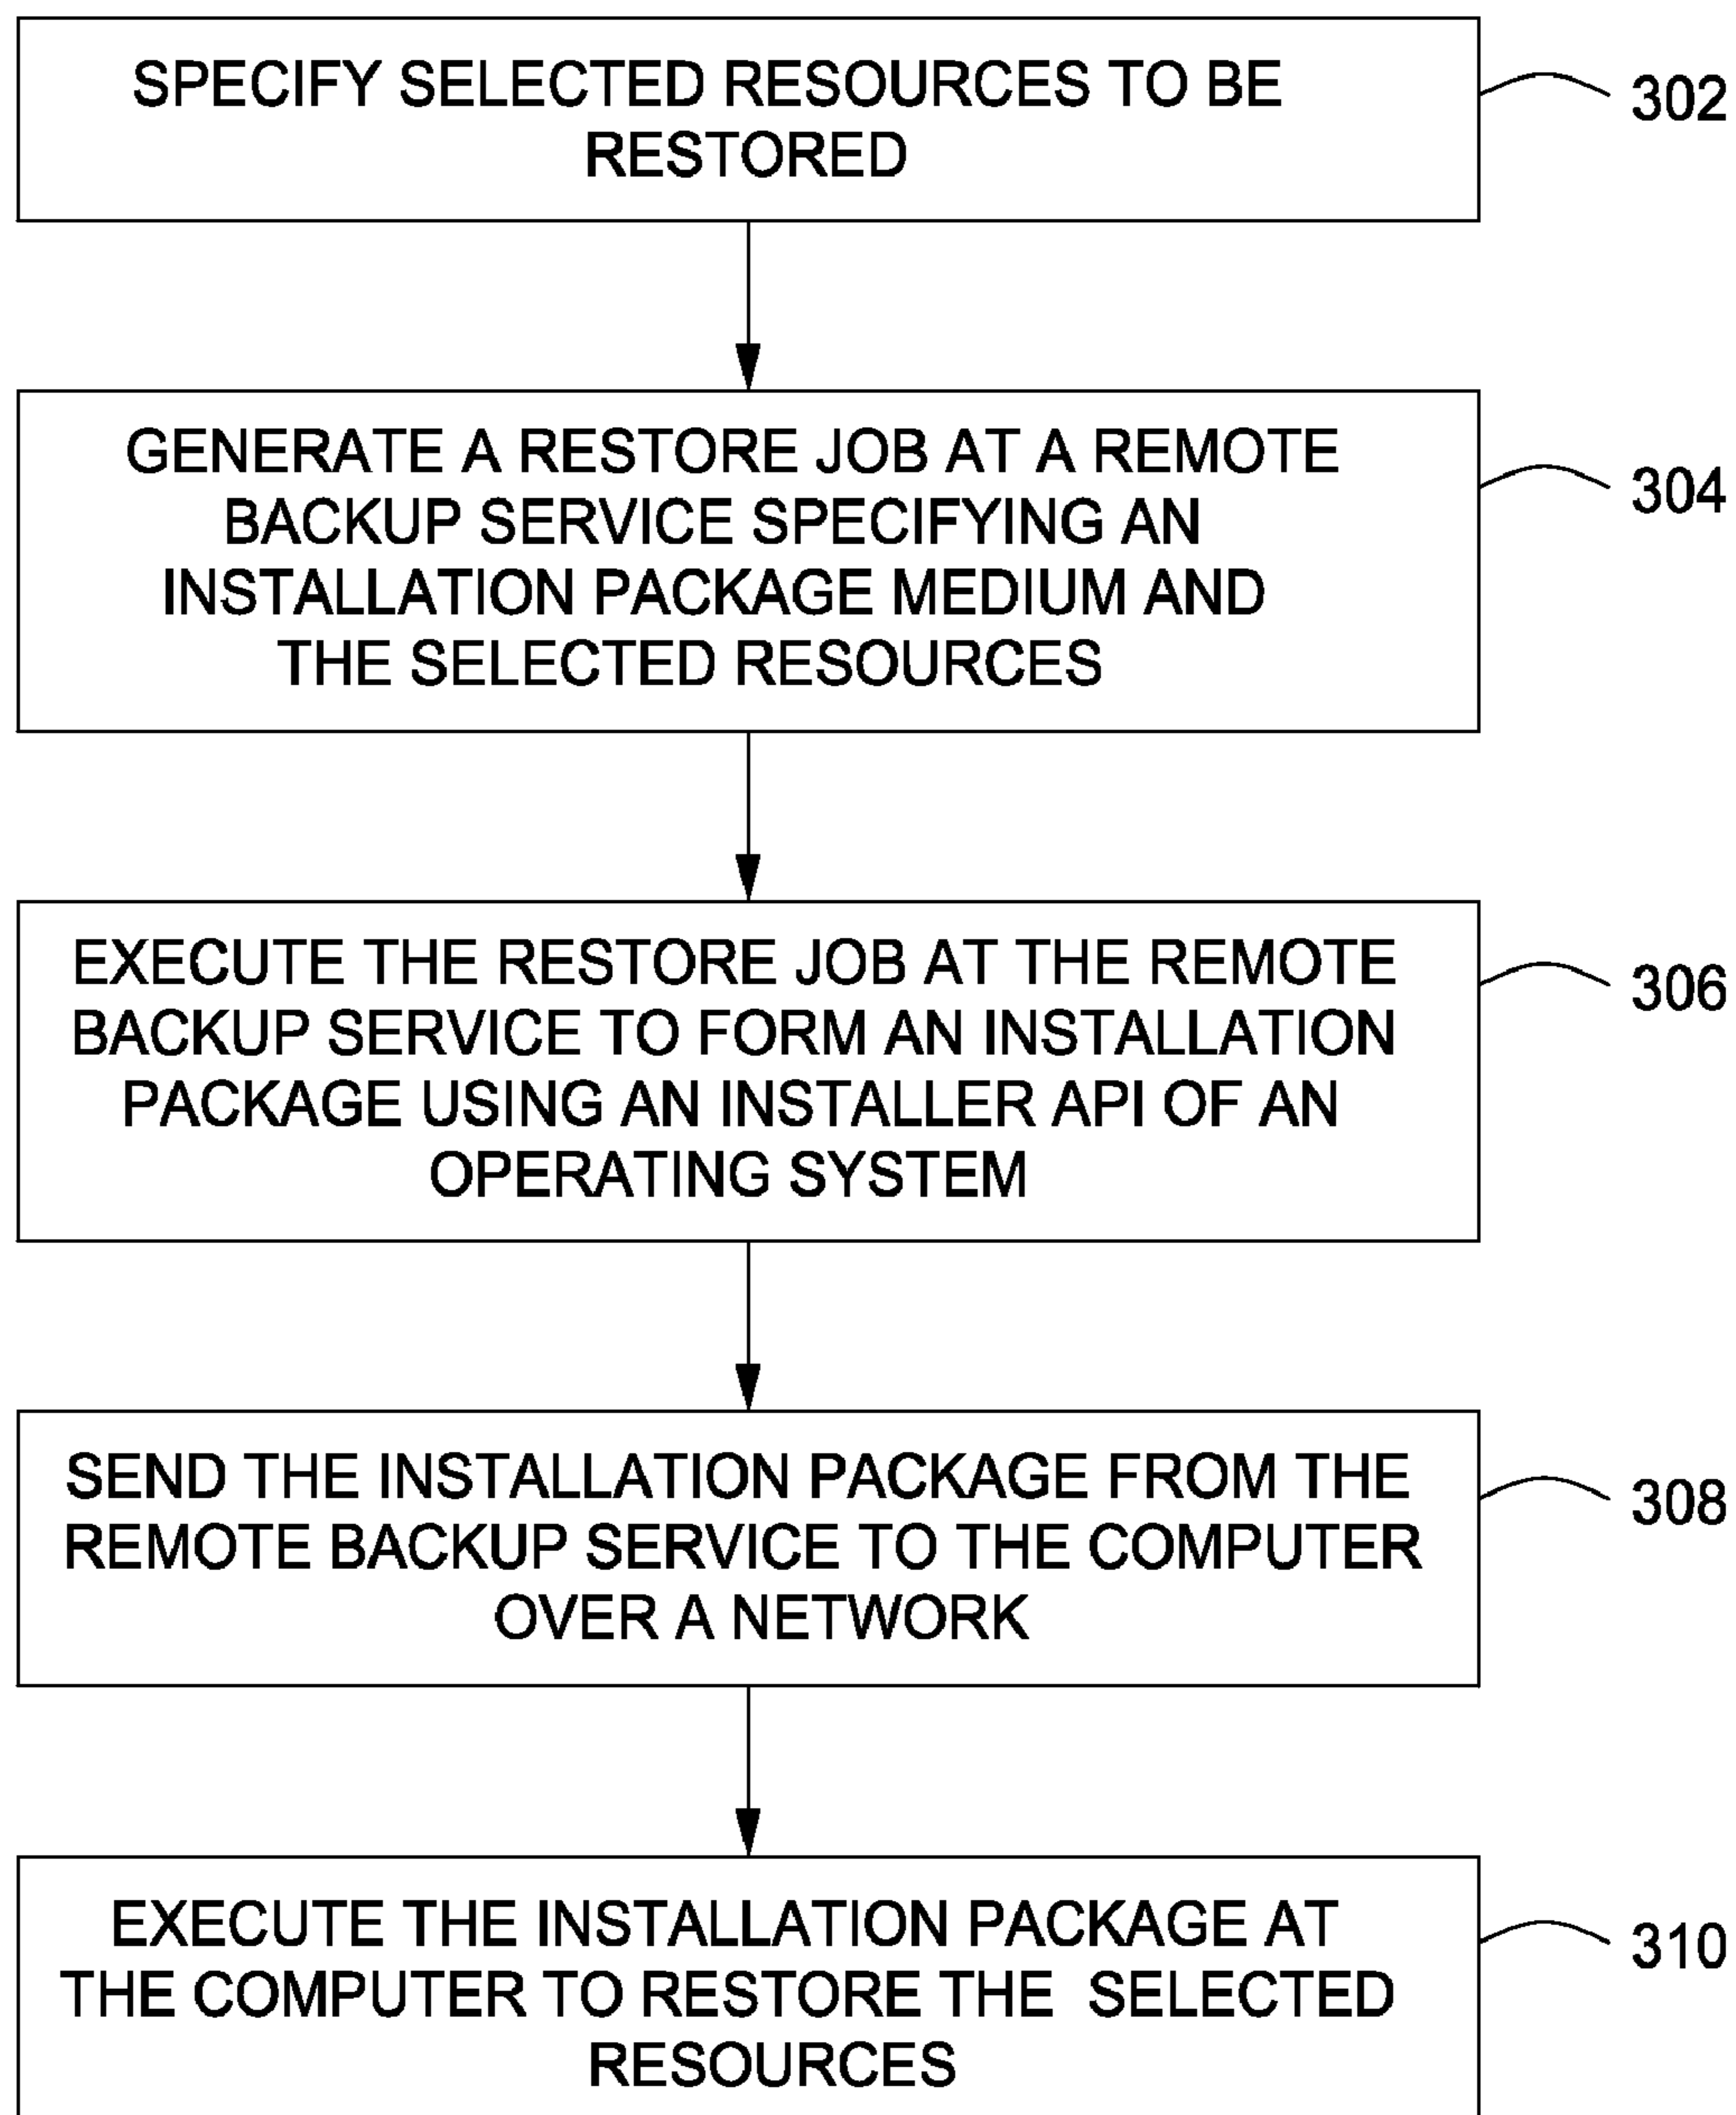 SPECIFY SELECTED RESOURCES TO BE
RESTORED
302
GENERATE A RESTORE JOB AT A REMOTE
BACKUP SERVICE SPECIFYING AN
INSTALLATION PACKAGE MEDIUM AND
THE SELECTED RESOURCES
304
EXECUTE THE RESTORE JOB AT THE REMOTE
BACKUP SERVICE TO FORM AN INSTALLATION
PACKAGE USING AN INSTALLER API OF AN
OPERATING SYSTEM
306
SEND THE INSTALLATION PACKAGE FROM THE
REMOTE BACKUP SERVICE TO THE COMPUTER
OVER A NETWORK
308
EXECUTE THE INSTALLATION PACKAGE AT
THE COMPUTER TO RESTORE THE SELECTED
RESOURCES
310